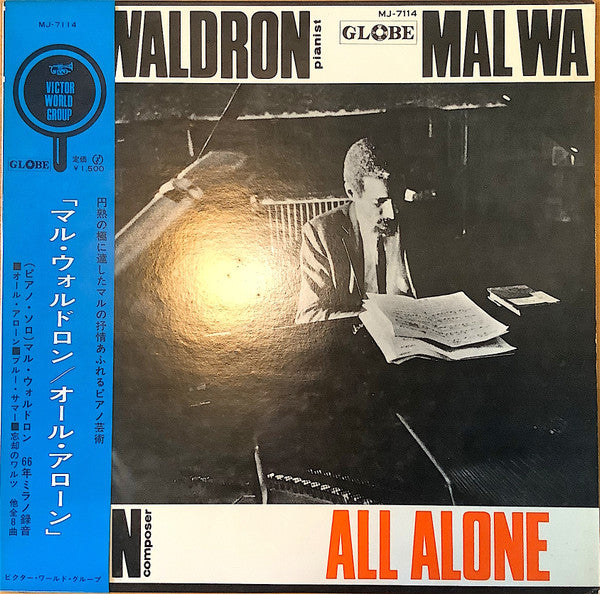 MJ-7114
VICTOR
WORLD
GROUP
GLOBE
定価
¥1,500
円熟の極に達したマルの抒情あふれるピアノ芸術
「マル・ウォルドロン/オール・アローン」
(ピアノ・ソロ)マル・ウォルドロン 66年ミラノ録音
■オール・アローン■ブルー・サマー■忘却のワルツ 他全8曲
ビクター・ワールド・グループ
WALDRON
pianist
MJ-7114
GLOBE
MAL WA
N
composer
ALL ALONE